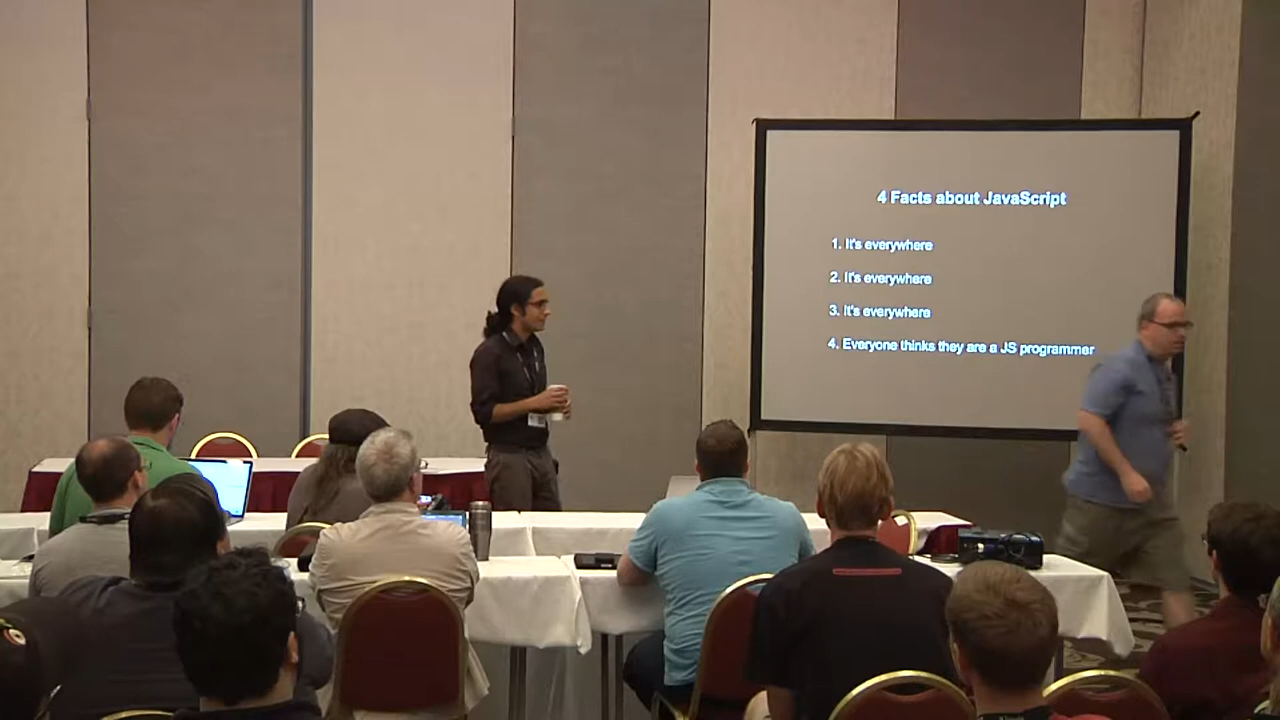 4 Facts about JavaScript
1. It's everywhere
2. It's everywhere
3. It's everywhere
4. Everyone thinks they are a JS programmer